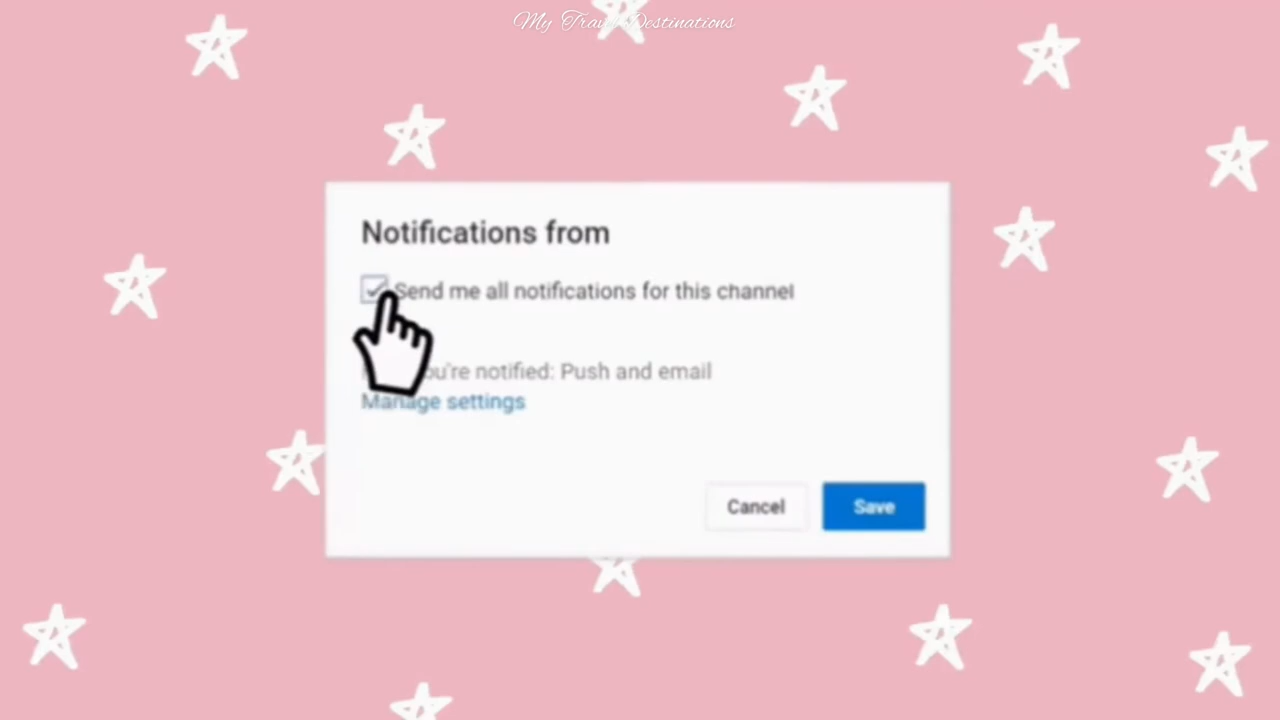 My Travel Destinations
Notifications from
Send me all notifications for this channel
you're notified: Push and email
Manage settings
Cancel
Save